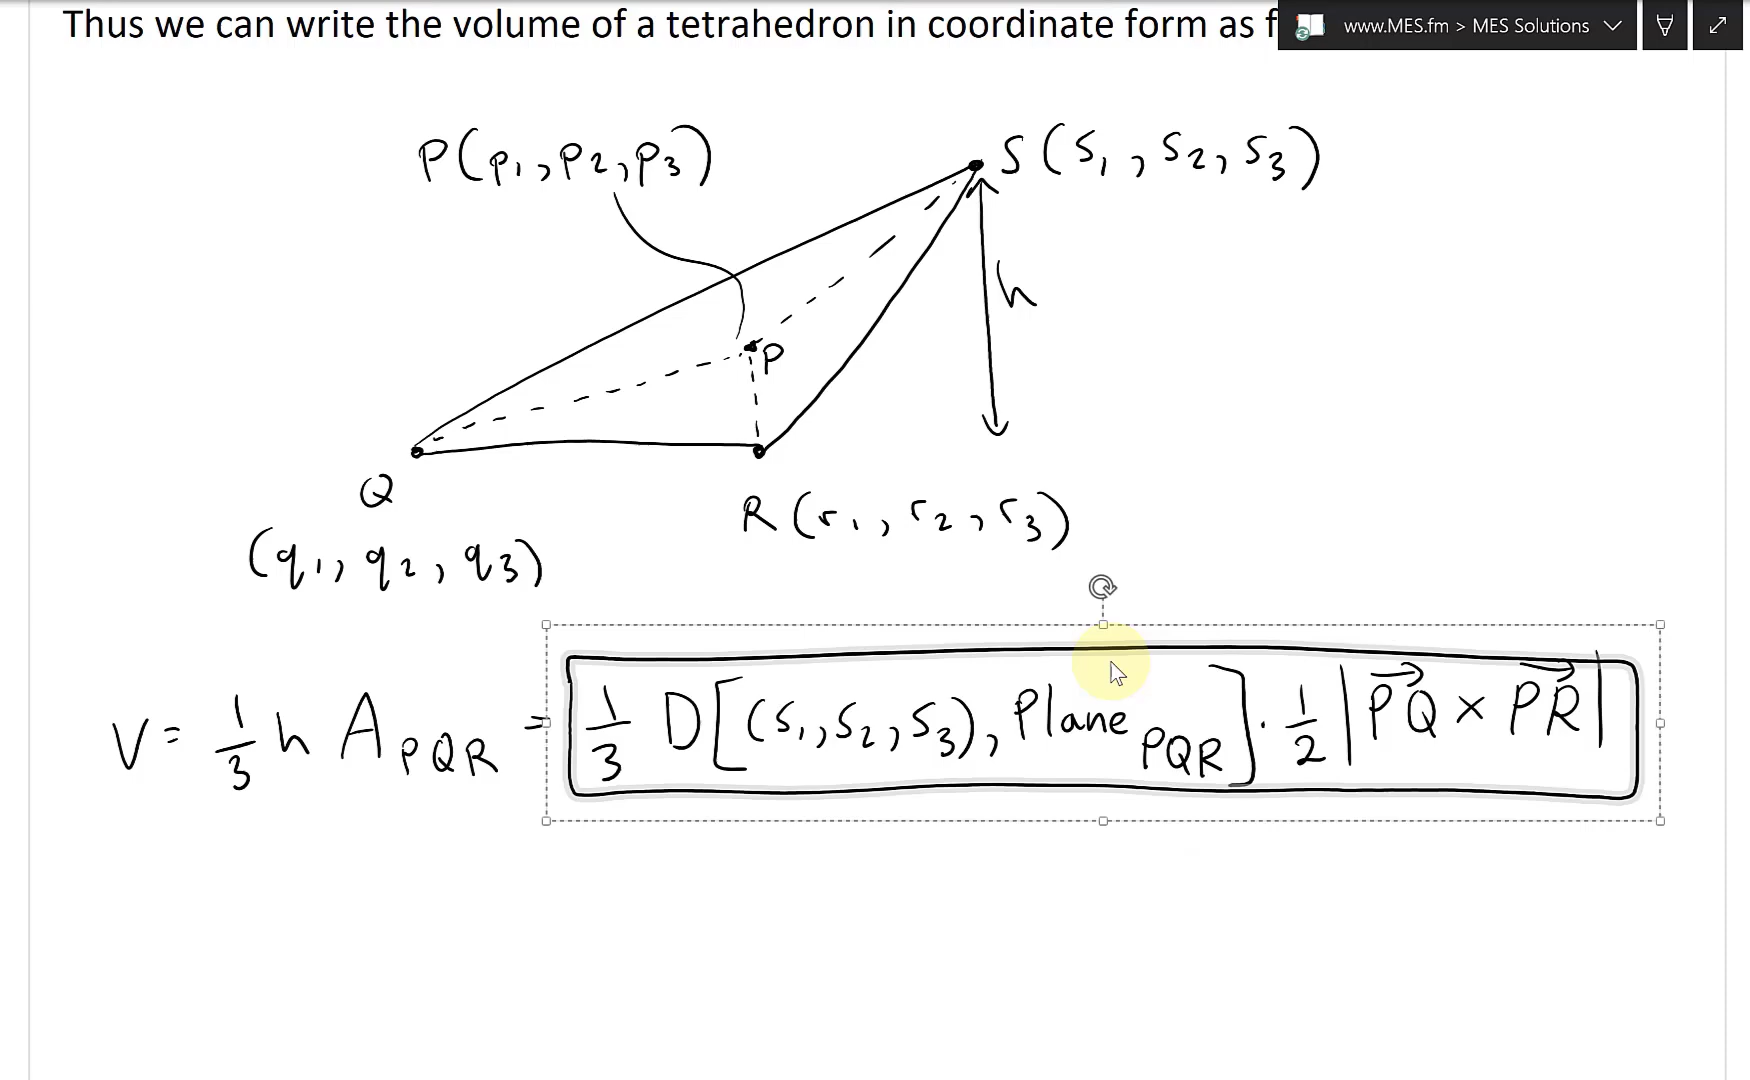 Thus we can write the volume of a tetrahedron in coordinate form as f
www.MES.fm > MES Solutions
P(p₁,p₂,p₃)
S(s₁,s₂,s₃)
h
P
Q
(q₁,q₂,q₃)
R(r₁,r₂,r₃)
V = 1/3 h A_PQR = 1/3 D[(s₁,s₂,s₃), Plane_PQR] · 1/2 |P⃗Q⃗ × P⃗R⃗|